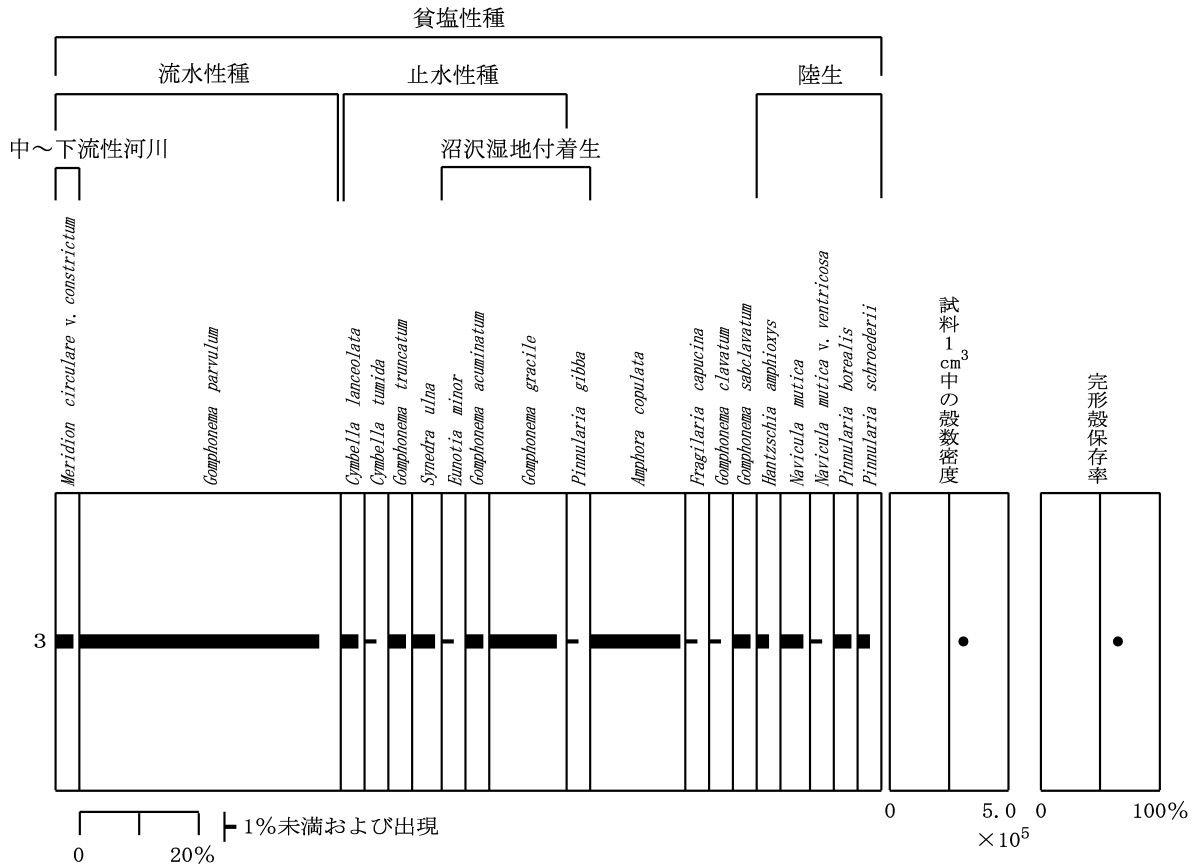 貧塩性種
流水性種
止水性種
陸生
中～下流性河川
沼沢湿地付着生
Meridion circulare v. constrictum
Gomphonema parvulum
Cymbella lanceolata
Cymbella tumida
Gomphonema truncatum
Synedra ulna
Eunotia minor
Gomphonema acuminatum
Gomphonema gracile
Pinnularia gibba
Amphora copulata
Fragilaria capucina
Gomphonema clavatum
Gomphonema sabclavatum
Hantzschia amphioxys
Navicula mutica
Navicula mutica v. ventricosa
Pinnularia borealis
Pinnularia schroederii
試料1cm³中の殻数密度
完形殻保存率
3
0 20%
1%未満および出現
0 5.0
×10⁵
0 100%